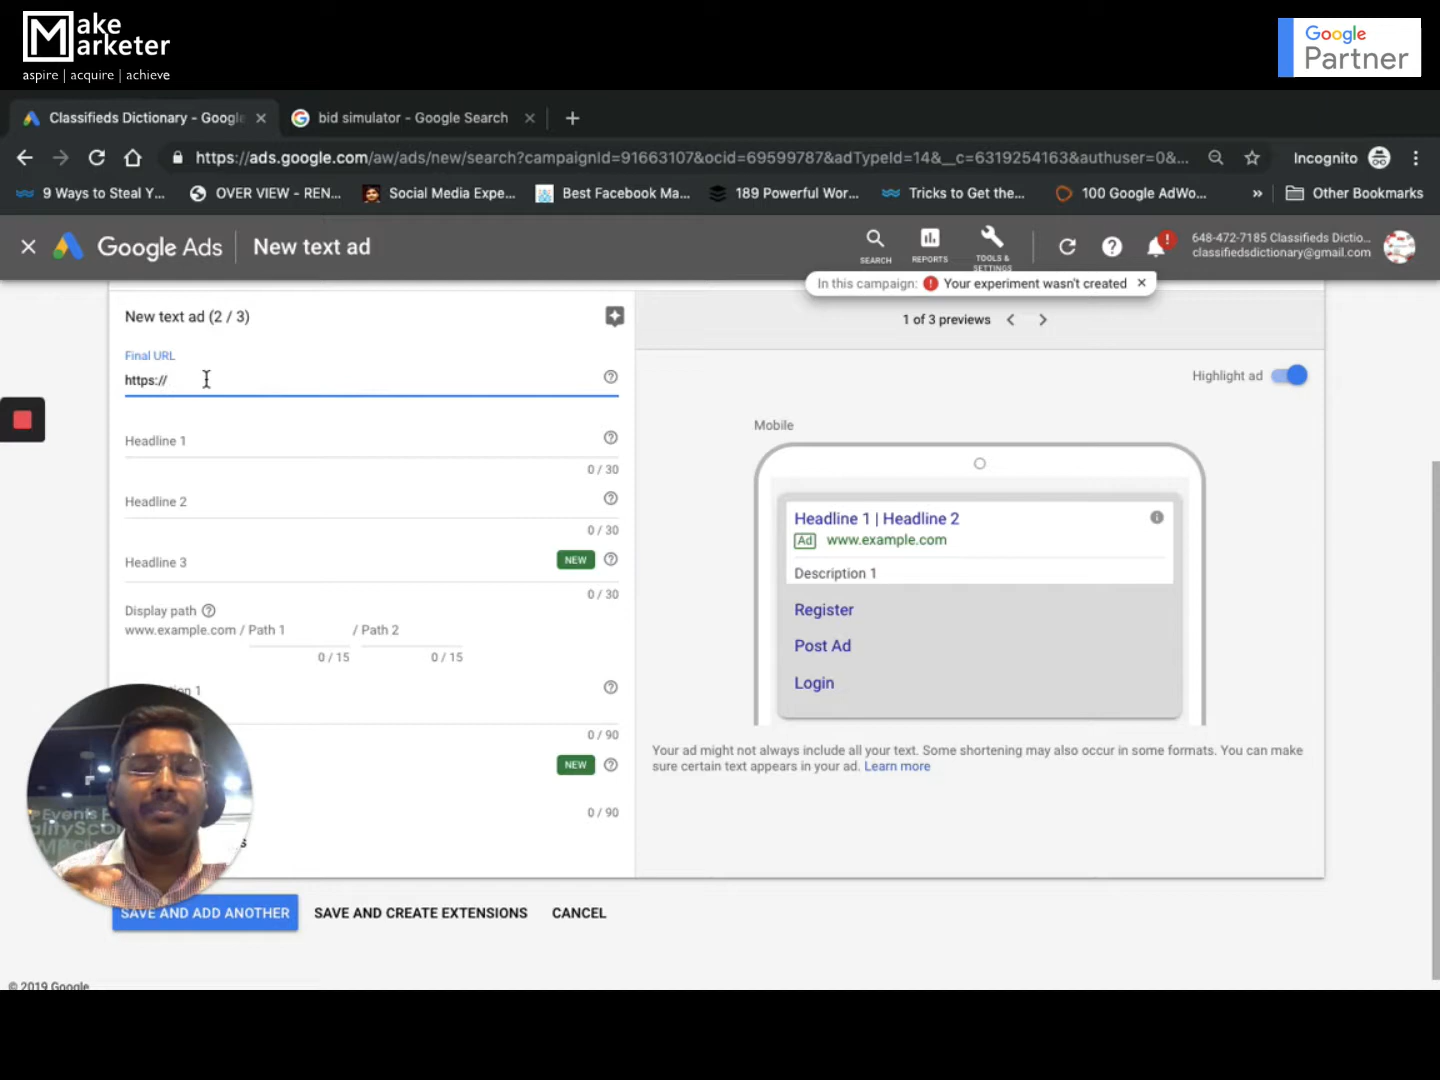 Make
Marketer
aspire | acquire | achieve
Google
Partner
Classifieds Dictionary - Googl
bid simulator - Google Search
https://ads.google.com/aw/ads/new/search?campaignId=91663107&ocid=69599787&adTypeId=14&__c=6319254163&authuser=0&...
Incognito
9 Ways to Steal Y...
OVER VIEW - REN...
Social Media Expe...
Best Facebook Ma...
189 Powerful Wor...
Tricks to Get the...
100 Google AdWo...
»
Other Bookmarks
Google Ads
New text ad
SEARCH
REPORTS
TOOLS &
SETTINGS
648-472-7185 Classifieds Dictio...
classifiedsdictionary@gmail.com
In this campaign: Your experiment wasn't created
New text ad (2 / 3)
1 of 3 previews
Final URL
https://
Highlight ad
Mobile
Headline 1
0 / 30
Headline 2
0 / 30
Headline 3
NEW
0 / 30
Display path
www.example.com / Path 1 / Path 2
0 / 15
0 / 15
0 / 90
NEW
0 / 90
Headline 1 | Headline 2
Ad www.example.com
Description 1
Register
Post Ad
Login
Your ad might not always include all your text. Some shortening may also occur in some formats. You can make
sure certain text appears in your ad. Learn more
Events
SAVE AND ADD ANOTHER
SAVE AND CREATE EXTENSIONS
CANCEL
© 2019 Google